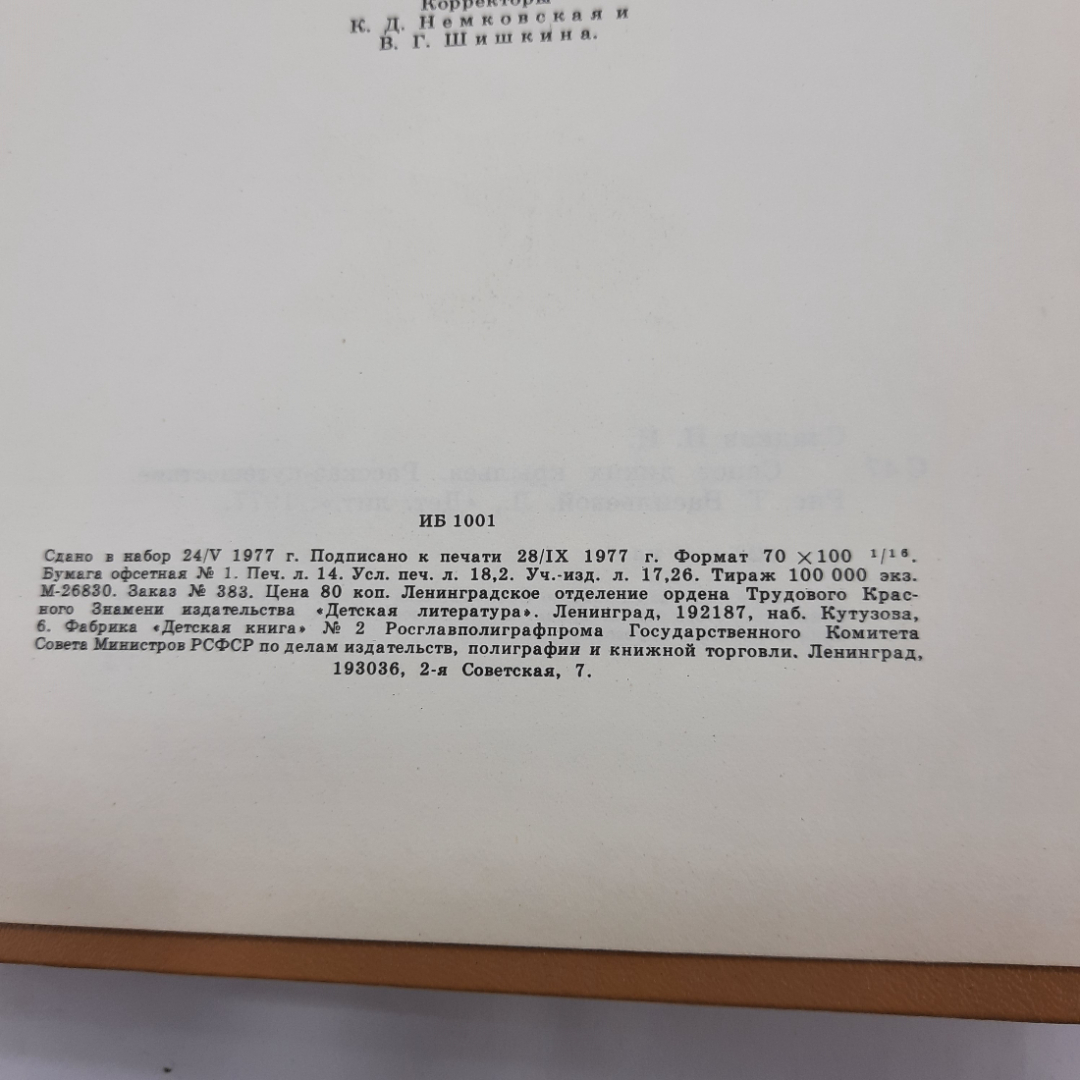 Корректоры
К. Д. Немковская и
В. Г. Шишкина.
ИБ 1001
Сдано в набор 24/V 1977 г. Подписано к печати 28/IX 1977 г. Формат 70 ×100 1/16.
Бумага офсетная № 1. Печ. л. 14. Усл. печ. л. 18,2. Уч.-изд. л. 17,26. Тираж 100 000 экз.
М-26830. Заказ № 383. Цена 80 коп. Ленинградское отделение ордена Трудового Крас-
ного Знамени издательства «Детская литература». Ленинград, 192187, наб. Кутузова,
6. Фабрика «Детская книга» № 2 Росглавполиграфпрома Государственного Комитета
Совета Министров РСФСР по делам издательств, полиграфии и книжной торговли. Ленинград,
193036, 2-я Советская, 7.